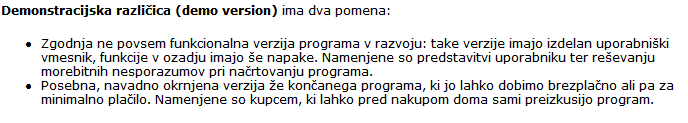 Demonstracijska različica (demo version) ima dva pomena:
• Zgodnja ne povsem funkcionalna verzija programa v razvoju: take verzije imajo izdelan uporabniški
vmesnik, funkcije v ozadju imajo še napake. Namenjene so predstavitvi uporabniku ter reševanju
morebitnih nesporazumov pri načrtovanju programa.
• Posebna, navadno okrnjena verzija že končanega programa, ki jo lahko dobimo brezplačno ali pa za
minimalno plačilo. Namenjene so kupcem, ki lahko pred nakupom doma sami preizkusijo program.